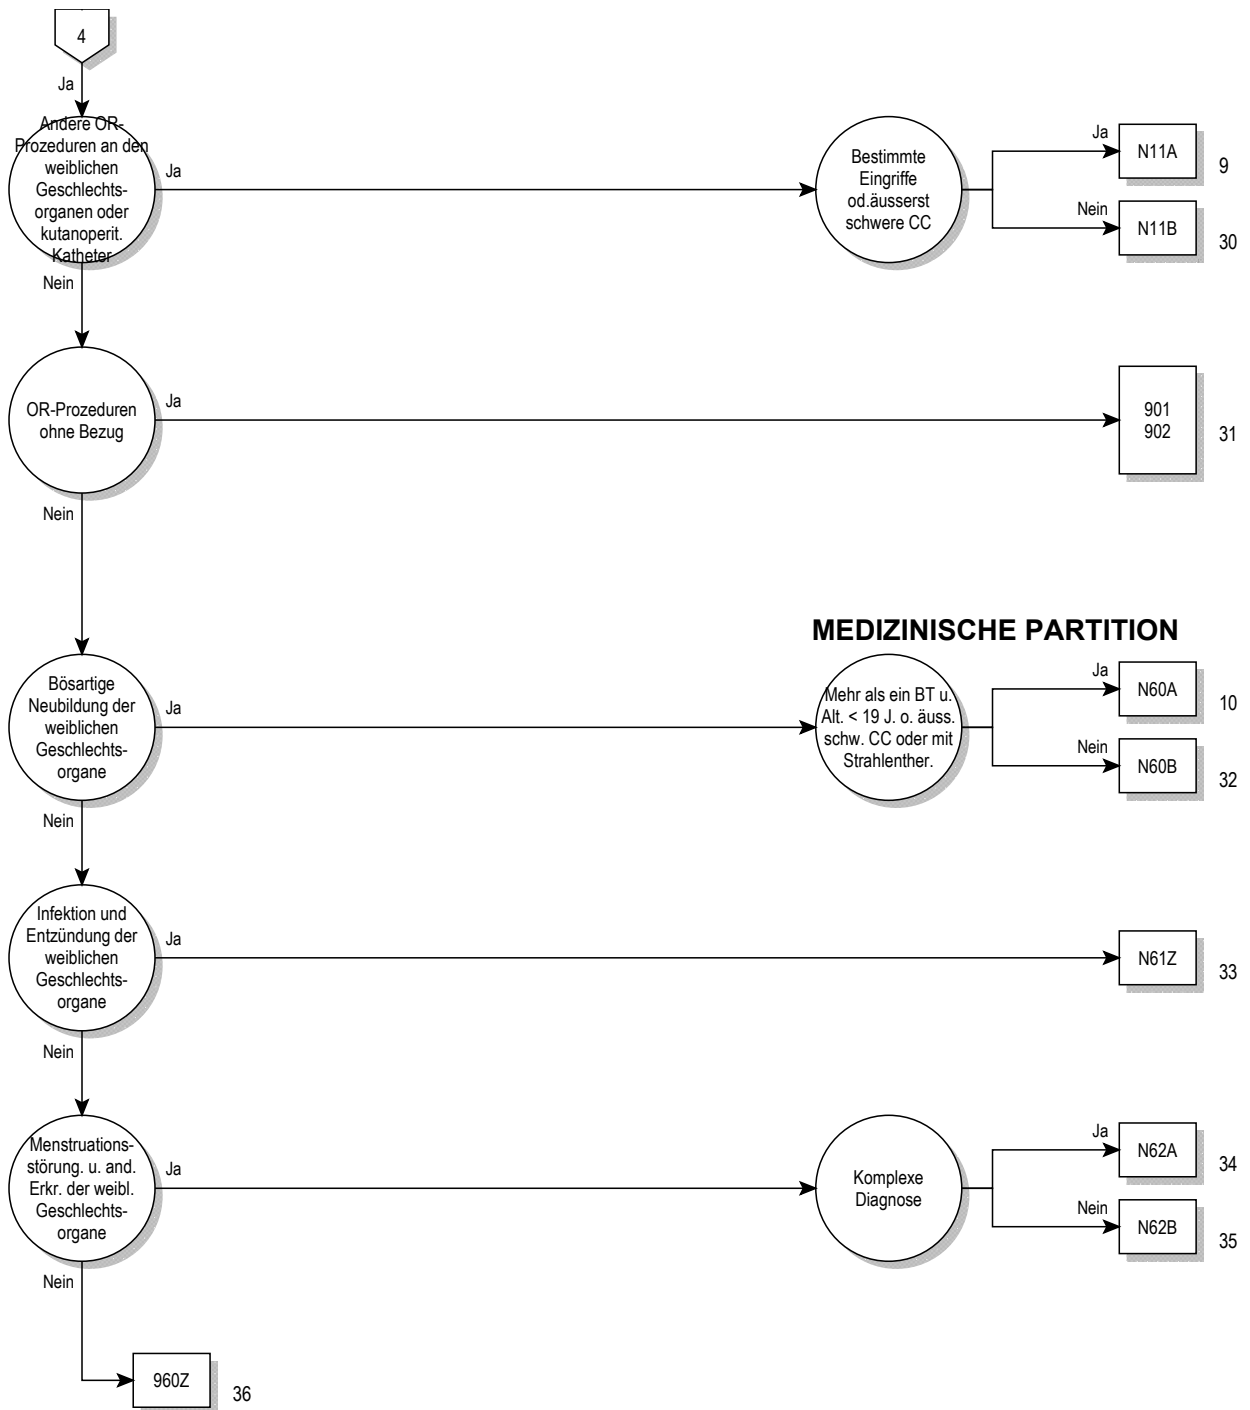 4
Ja
Andere OR-
Prozeduren an den
weiblichen
Geschlechts-
organen oder
kutanoperit.
Katheter
Ja
Bestimmte
Eingriffe
od.äusserst
schwere CC
Ja
N11A
9
Nein
N11B
30
Nein
OR-Prozeduren
ohne Bezug
Ja
901
902
31
Nein
MEDIZINISCHE PARTITION
Bösartige
Neubildung der
weiblichen
Geschlechts-
organe
Ja
Mehr als ein BT u.
Alt. < 19 J. o. äuss.
schw. CC oder mit
Strahlenther.
Ja
N60A
10
Nein
N60B
32
Nein
Infektion und
Entzündung der
weiblichen
Geschlechts-
organe
Ja
N61Z
33
Nein
Menstruations-
störung. u. and.
Erkr. der weibl.
Geschlechts-
organe
Ja
Komplexe
Diagnose
Ja
N62A
34
Nein
N62B
35
Nein
960Z
36